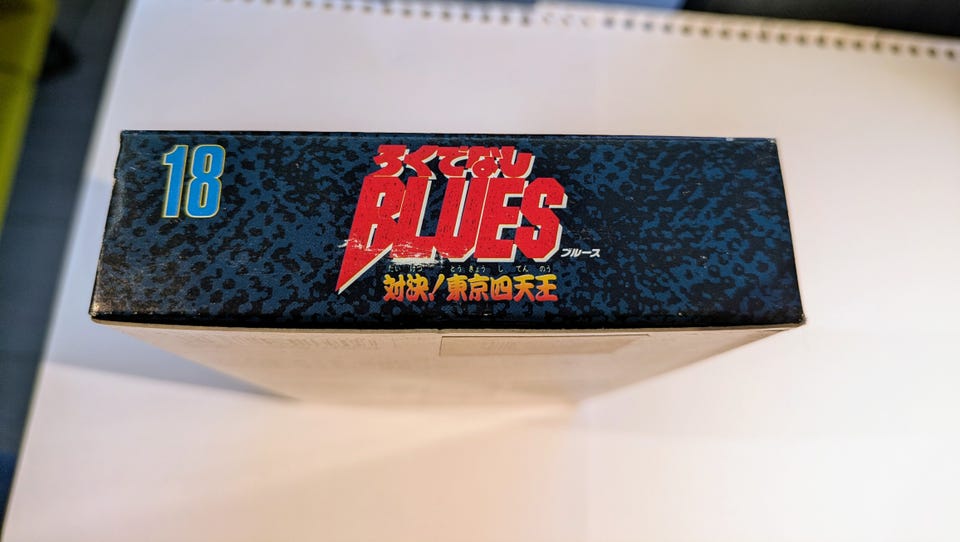 18
ろくでなし
BLUES
ブルース
たい けつ とうきょう し てん のう
対決！東京四天王